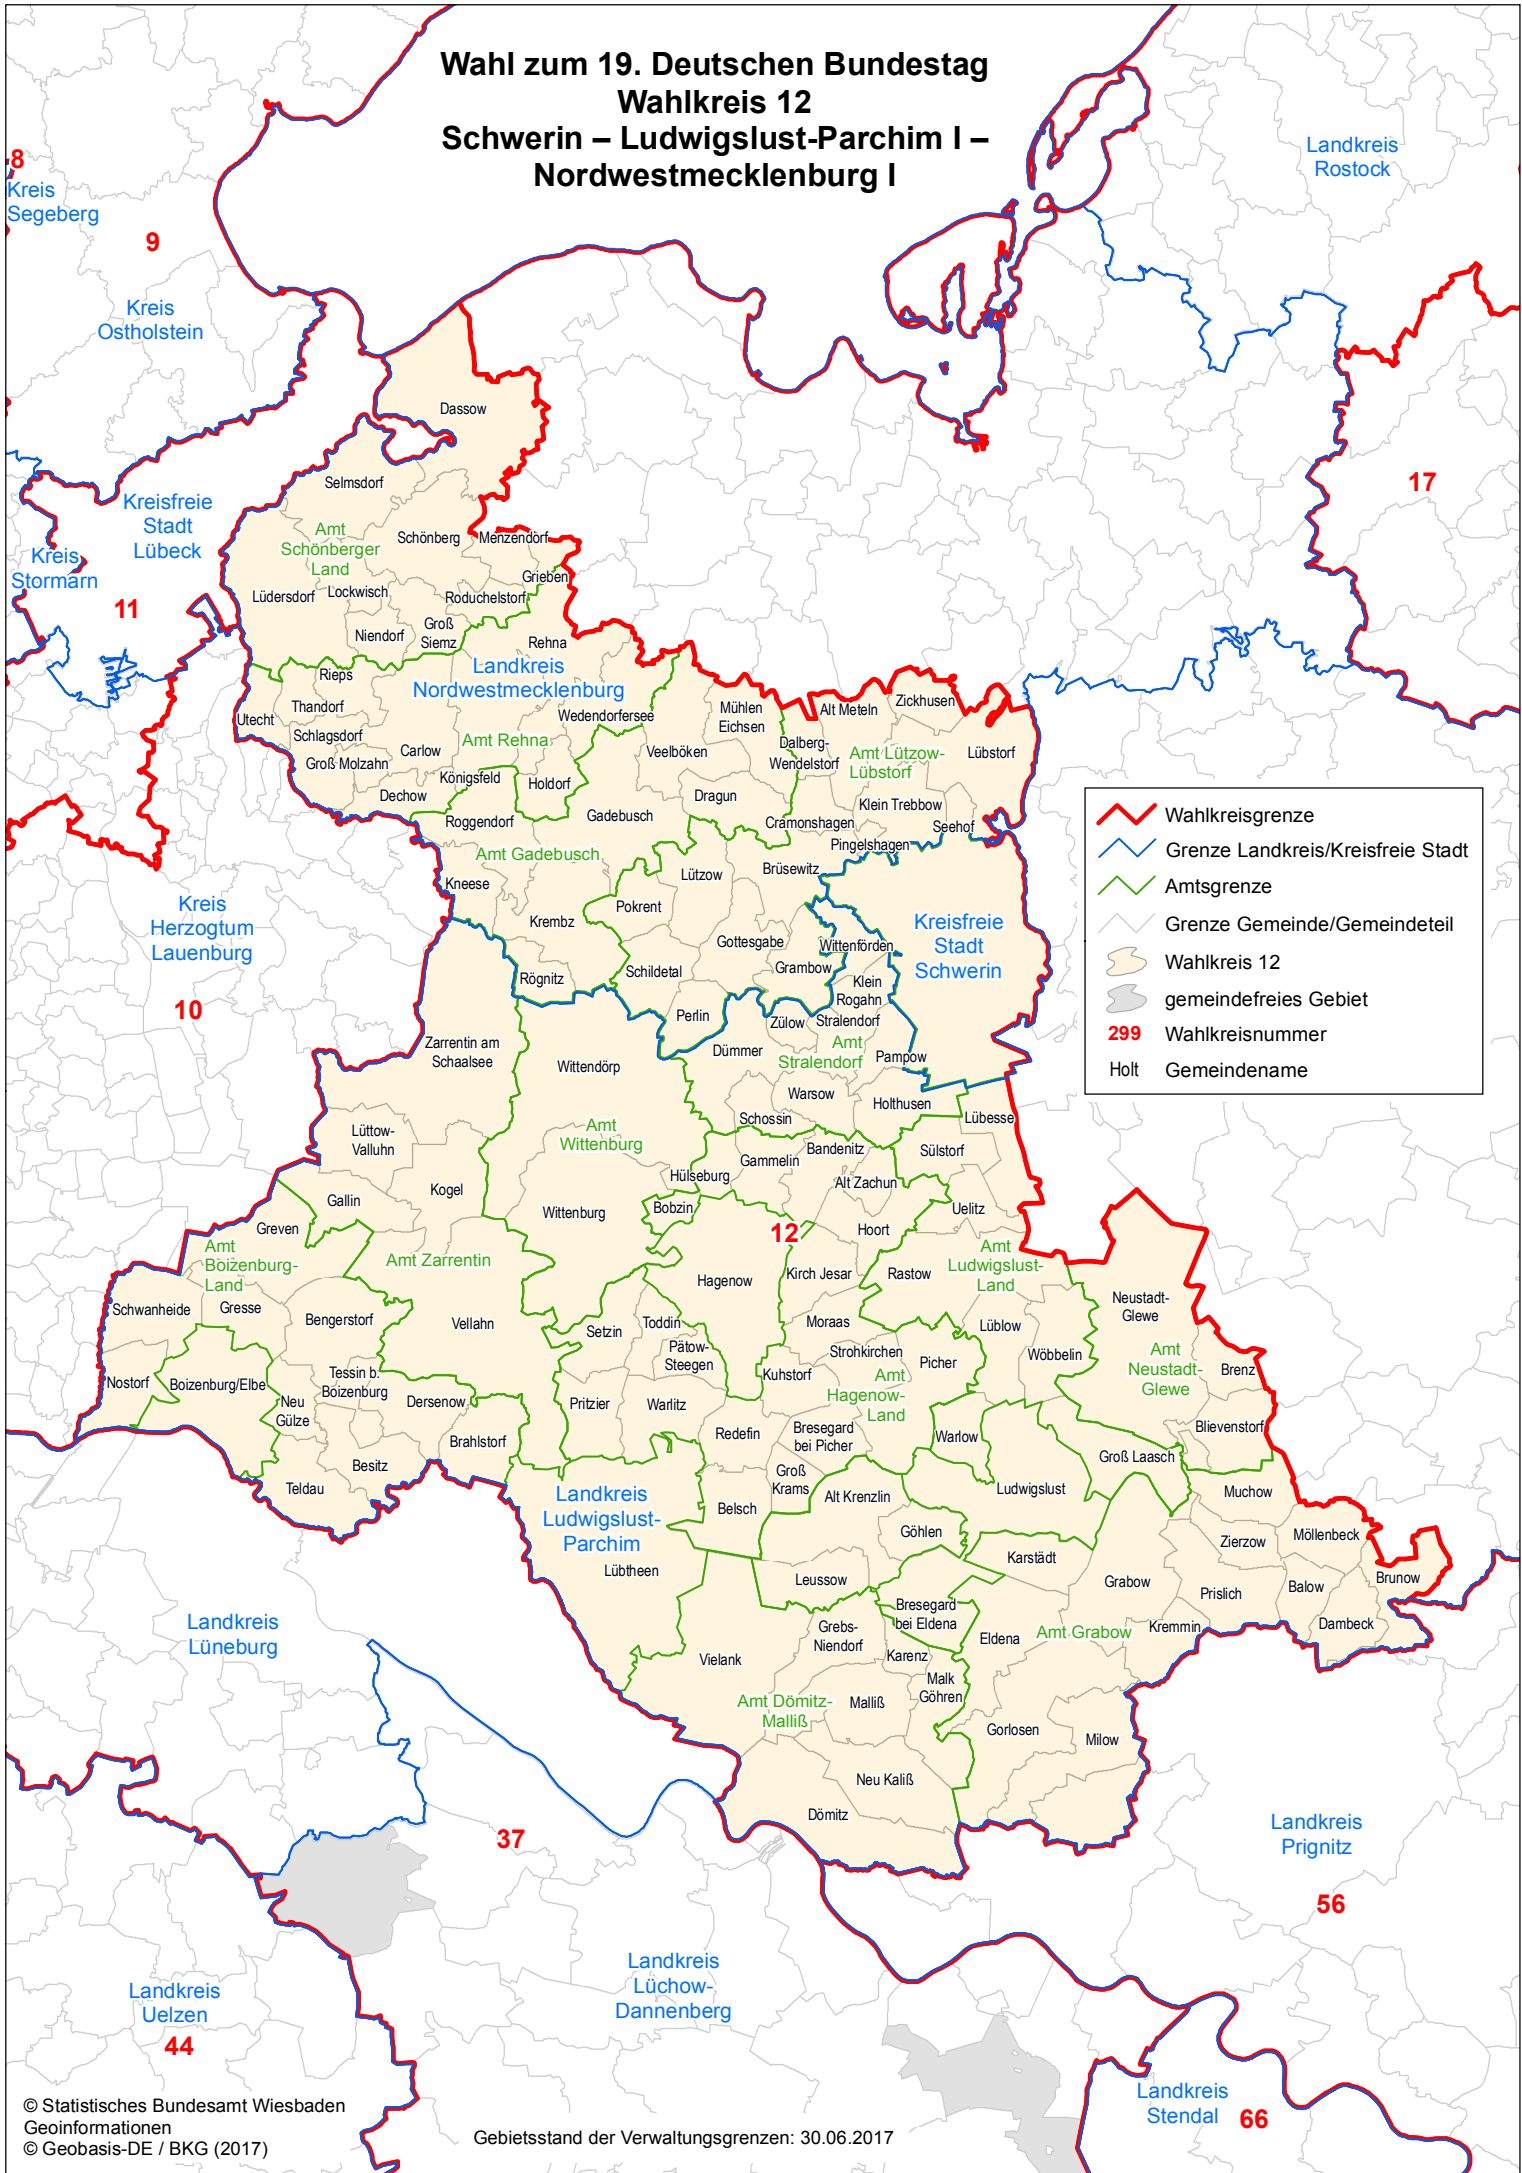 Wahl zum 19. Deutschen Bundestag
Wahlkreis 12
Schwerin – Ludwigslust-Parchim I –
Nordwestmecklenburg I
Landkreis
Rostock
8
Kreis
Segeberg
9
Kreis
Ostholstein
Dassow
17
Selmsdorf
Kreisfreie
Stadt
Lübeck
Amt
Schönberger
Land
Schönberg
Menzendorf
Kreis
Stormarn
11
Grieben
Lüdersdorf
Lockwisch
Roduchelstorf
Niendorf
Groß
Siemz
Rehna
Landkreis
Nordwestmecklenburg
Rieps
Thandorf
Utecht
Schlagsdorf
Groß Molzahn
Carlow
Amt Rehna
Wedendorfersee
Mühlen
Eichsen
Alt Meteln
Zickhusen
Veelböken
Dalberg-
Wendelstorf
Amt Lützow-
Lübstorf
Lübstorf
Königsfeld
Holdorf
Dechow
Dragun
Klein Trebbow
Gadebusch
Roggendorf
Cramonshagen
Seehof
Pingelshagen
Amt Gadebusch
Kneese
Lützow
Brüsewitz
Pokrent
Krembz
Kreisfreie
Stadt
Schwerin
Gottesgabe
Wittenförden
Rögnitz
Schildetal
Grambow
Klein
Rogahn
Perlin
Zülow
Stralendorf
Dümmer
Amt
Stralendorf
Pampow
Kreis
Herzogtum
Lauenburg
10
Wahlkreisgrenze
Grenze Landkreis/Kreisfreie Stadt
Amtsgrenze
Grenze Gemeinde/Gemeindeteil
Wahlkreis 12
gemeindefreies Gebiet
299 Wahlkreisnummer
Holt Gemeindename
Zarrentin am
Schaalsee
Wittendörp
Warsow
Holthusen
Schossin
Lübesse
Lüttow-
Valluhn
Amt
Wittenburg
Bandenitz
Sülstorf
Gammelin
Hülseburg
Alt Zachun
Kogel
Gallin
Wittenburg
Bobzin
Uelitz
Greven
12
Hoort
Amt
Boizenburg-
Land
Amt Zarrentin
Amt
Ludwigslust-
Land
Hagenow
Kirch Jesar
Rastow
Schwanheide
Gresse
Bengerstorf
Vellahn
Setzin
Toddin
Moraas
Lüblow
Neustadt-
Glewe
Pätow-
Steegen
Strohkirchen
Picher
Wöbbelin
Amt
Neustadt-
Glewe
Brenz
Nostorf
Boizenburg/Elbe
Tessin b.
Boizenburg
Kuhstorf
Amt
Hagenow-
Land
Neu
Gülze
Dersenow
Pritzier
Warlitz
Brahlstorf
Redefin
Bresegard
bei Picher
Warlow
Blievenstorf
Groß Laasch
Besitz
Teldau
Groß
Krams
Alt Krenzlin
Ludwigslust
Muchow
Landkreis
Ludwigslust-
Parchim
Belsch
Göhlen
Zierzow
Möllenbeck
Karstädt
Lübtheen
Leussow
Grabow
Prislich
Balow
Brunow
Bresegard
bei Eldena
Grebs-
Niendorf
Eldena
Amt Grabow
Kremmin
Dambeck
Landkreis
Lüneburg
Vielank
Karenz
Malk
Göhren
Amt Dömitz-
Malliß
Malliß
Gorlosen
Milow
Neu Kaliß
Dömitz
37
Landkreis
Prignitz
56
Landkreis
Lüchow-
Dannenberg
Landkreis
Uelzen
44
Landkreis
Stendal
66
© Statistisches Bundesamt Wiesbaden
Geoinformationen
© Geobasis-DE / BKG (2017)
Gebietsstand der Verwaltungsgrenzen: 30.06.2017